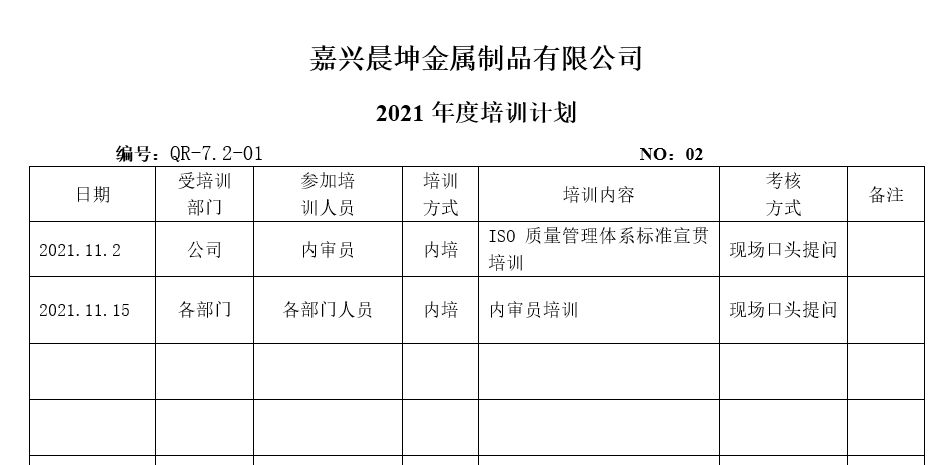 嘉兴晨坤金属制品有限公司
2021 年度培训计划
编号：QR-7.2-01 NO：02
日期 受培训部门 参加培训人员 培训方式 培训内容 考核方式 备注
2021.11.2 公司 内审员 内培 ISO 质量管理体系标准宣贯培训 现场口头提问
2021.11.15 各部门 各部门人员 内培 内审员培训 现场口头提问